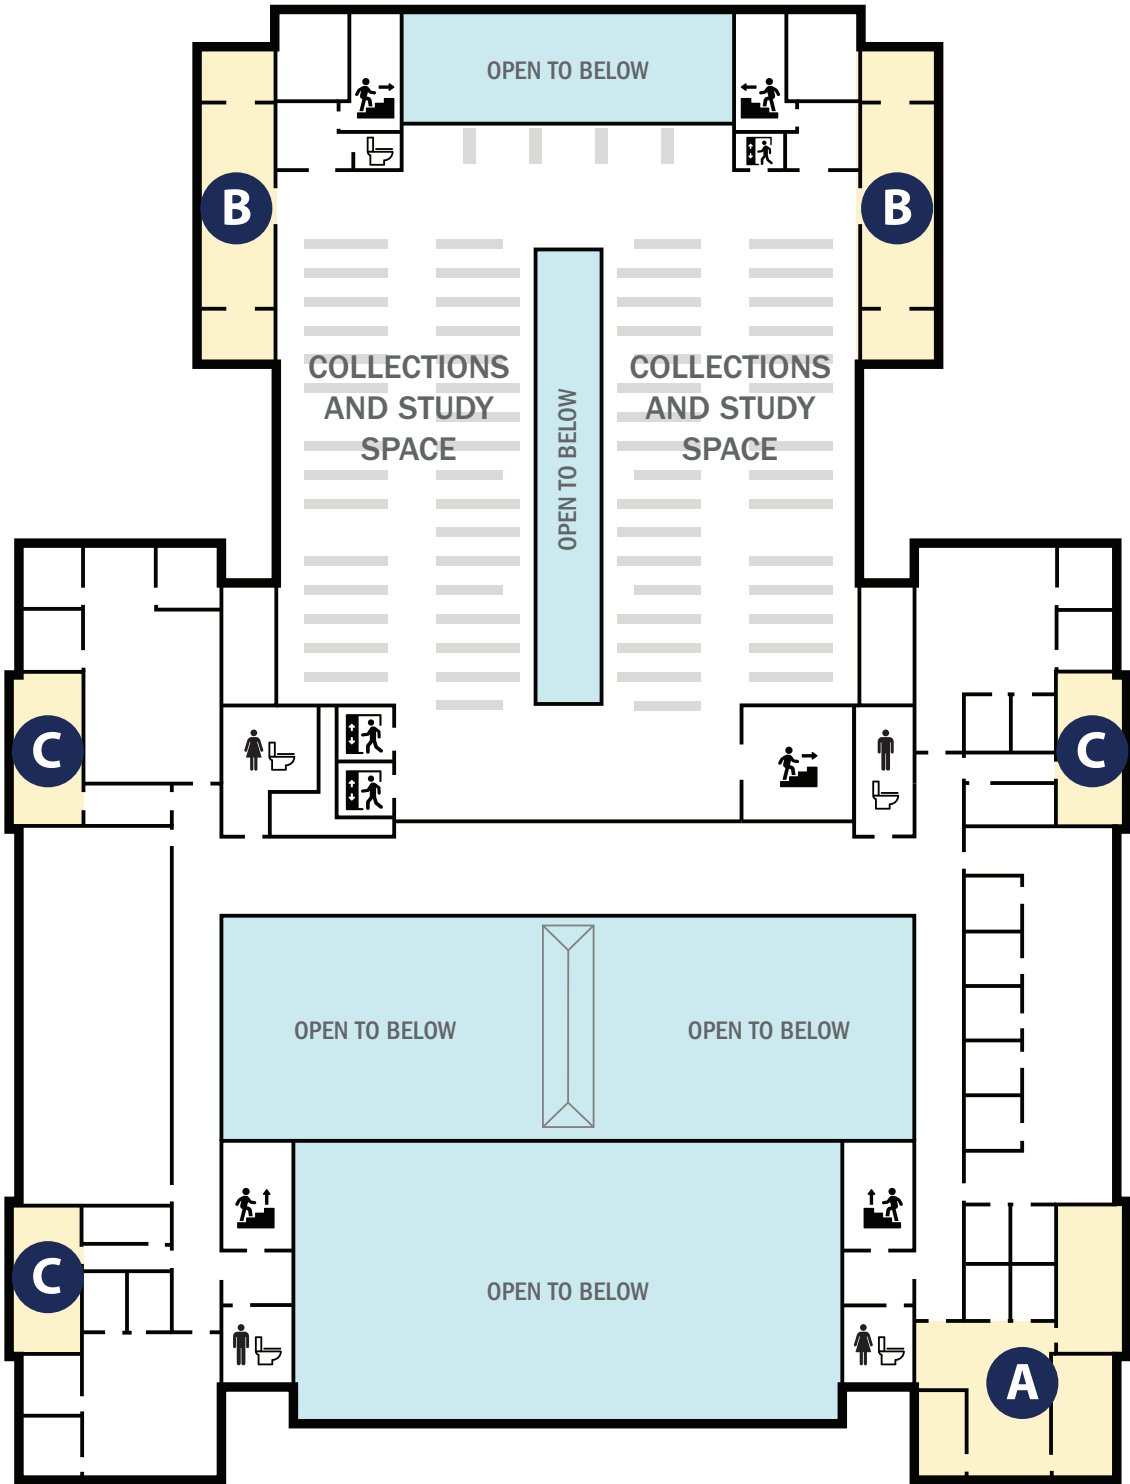 OPEN TO BELOW
B
B
COLLECTIONS
AND STUDY
SPACE
OPEN TO BELOW
COLLECTIONS
AND STUDY
SPACE
C
C
OPEN TO BELOW
OPEN TO BELOW
C
OPEN TO BELOW
A